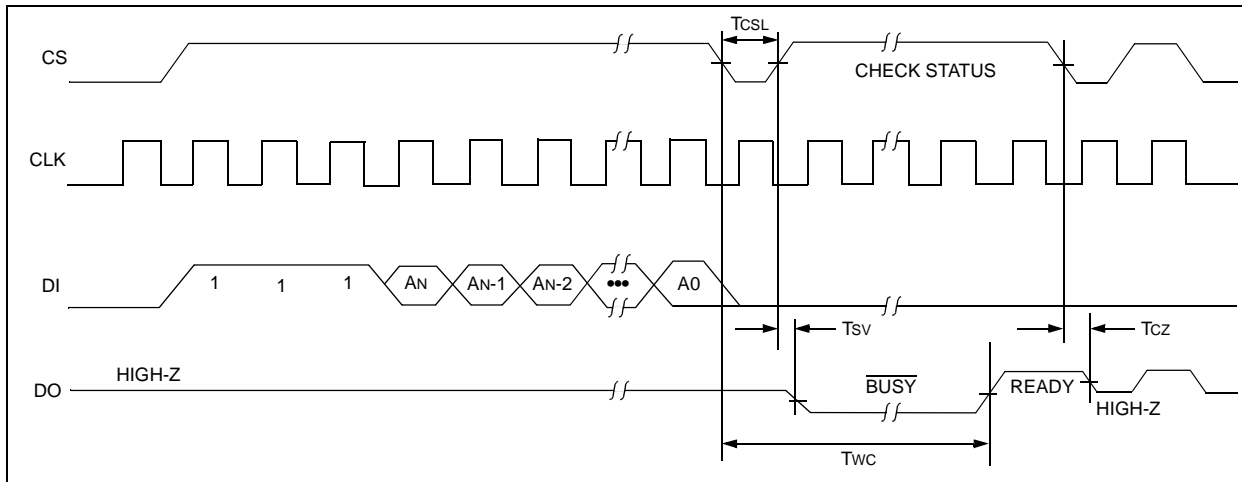 TCSL
CS
CHECK STATUS
CLK
DI
1 1 1 AN AN-1 AN-2 ••• A0
TSV
TCZ
DO
HIGH-Z
BUSY
READY
HIGH-Z
TWC